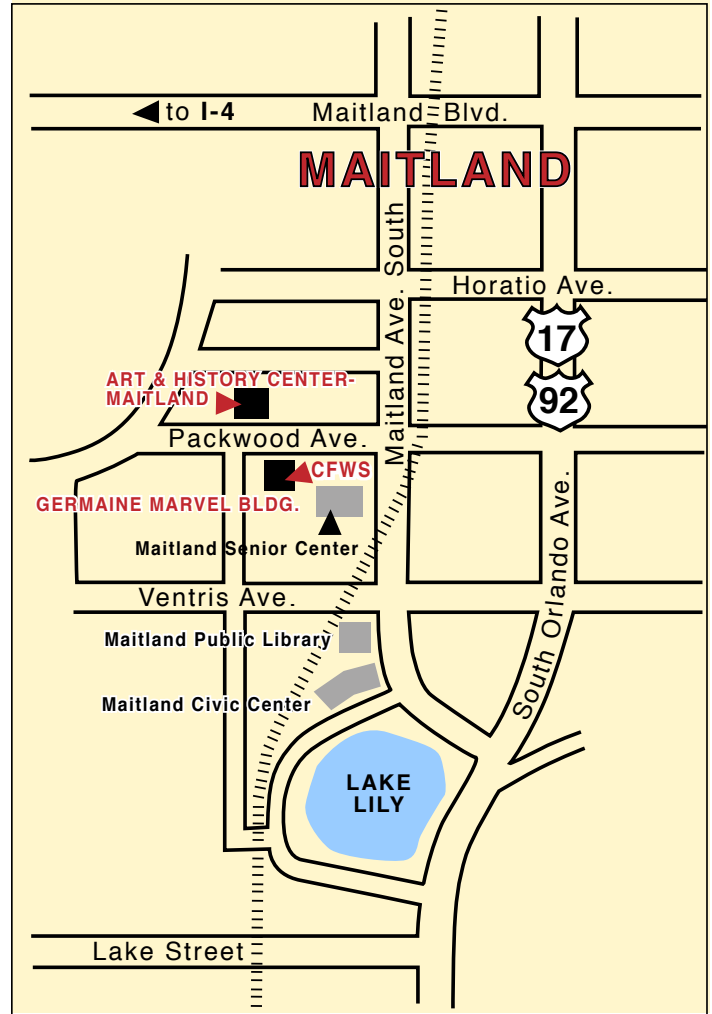 to I-4
Maitland Blvd.
MAITLAND
Maitland Ave. South
Horatio Ave.
17
92
ART & HISTORY CENTER-
MAITLAND
Packwood Ave.
CFWS
GERMAINE MARVEL BLDG.
Maitland Senior Center
South Orlando Ave.
Ventris Ave.
Maitland Public Library
Maitland Civic Center
LAKE
LILY
Lake Street